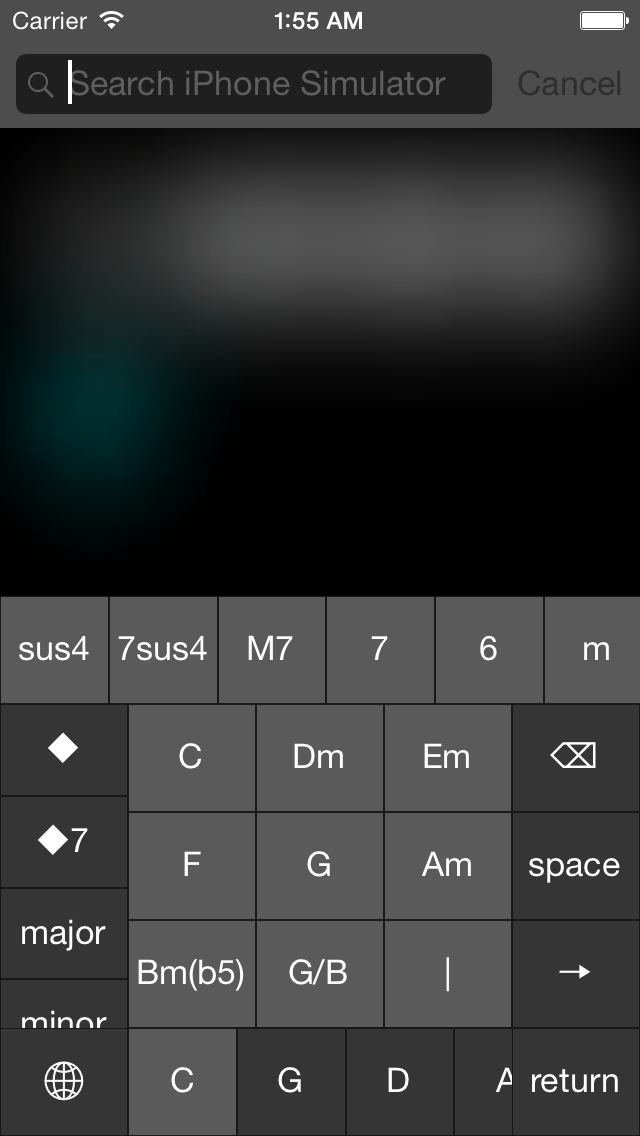 Carrier 1:55 AM
Search iPhone Simulator Cancel
sus4 7sus4 M7 7 6 m
◆ C Dm Em ⌫
◆7 F G Am space
major
Bm(b5) G/B | →
minor
C G D A return